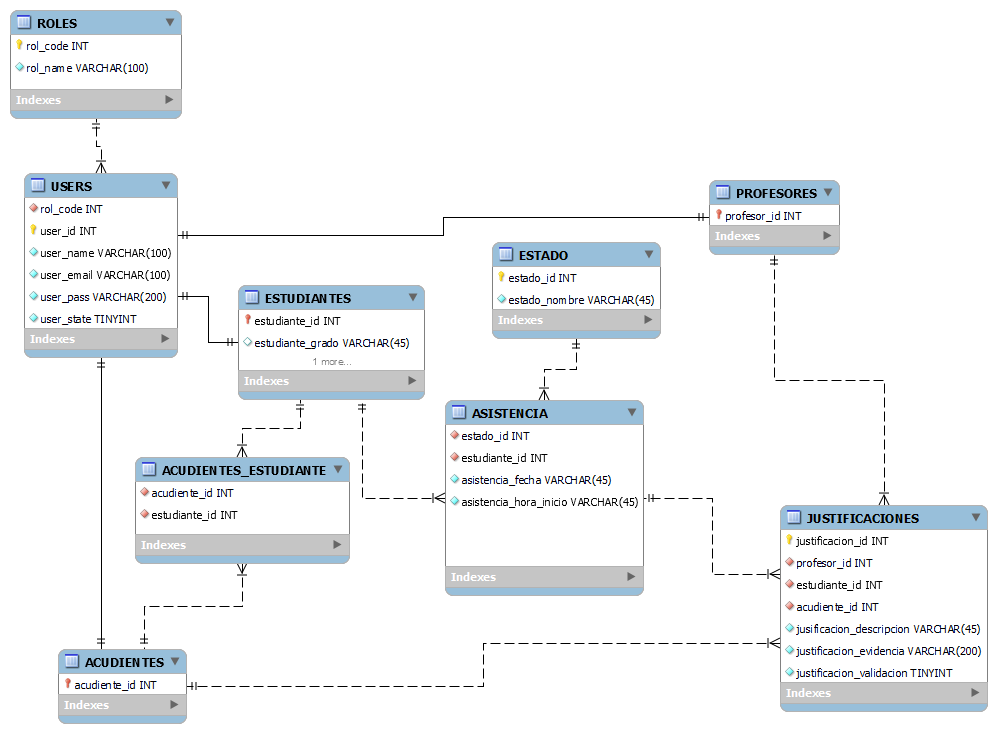 ROLES
rol_code INT
rol_name VARCHAR(100)
Indexes
USERS
rol_code INT
user_id INT
user_name VARCHAR(100)
user_email VARCHAR(100)
user_pass VARCHAR(200)
user_state TINYINT
Indexes
PROFESORES
profesor_id INT
Indexes
ESTADO
estado_id INT
estado_nombre VARCHAR(45)
Indexes
ESTUDIANTES
estudiante_id INT
estudiante_grado VARCHAR(45)
1 more...
Indexes
ASISTENCIA
estado_id INT
estudiante_id INT
asistencia_fecha VARCHAR(45)
asistencia_hora_inicio VARCHAR(45)
Indexes
ACUDIENTES_ESTUDIANTE
acudiente_id INT
estudiante_id INT
Indexes
JUSTIFICACIONES
justificacion_id INT
profesor_id INT
estudiante_id INT
acudiente_id INT
jusificacion_descripcion VARCHAR(45)
justificacion_evidencia VARCHAR(200)
justificacion_validacion TINYINT
Indexes
ACUDIENTES
acudiente_id INT
Indexes